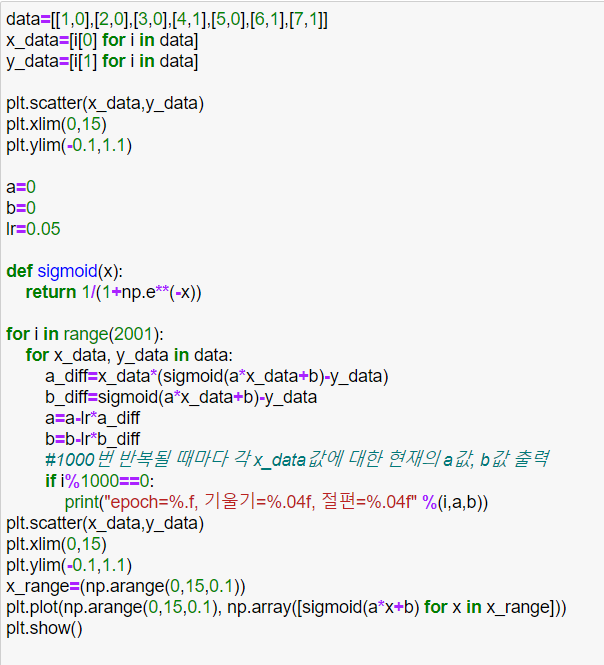 data=[[1,0],[2,0],[3,0],[4,1],[5,0],[6,1],[7,1]]
x_data=[i[0] for i in data]
y_data=[i[1] for i in data]

plt.scatter(x_data,y_data)
plt.xlim(0,15)
plt.ylim(-0.1,1.1)

a=0
b=0
lr=0.05

def sigmoid(x):
    return 1/(1+np.e**(-x))

for i in range(2001):
    for x_data, y_data in data:
        a_diff=x_data*(sigmoid(a*x_data+b)-y_data)
        b_diff=sigmoid(a*x_data+b)-y_data
        a=a-lr*a_diff
        b=b-lr*b_diff
        #1000번 반복될 때마다 각 x_data값에 대한 현재의 a값, b값 출력
        if i%1000==0:
            print("epoch=%.f, 기울기=%.04f, 절편=%.04f" %(i,a,b))
plt.scatter(x_data,y_data)
plt.xlim(0,15)
plt.ylim(-0.1,1.1)
x_range=(np.arange(0,15,0.1))
plt.plot(np.arange(0,15,0.1), np.array([sigmoid(a*x+b) for x in x_range]))
plt.show()